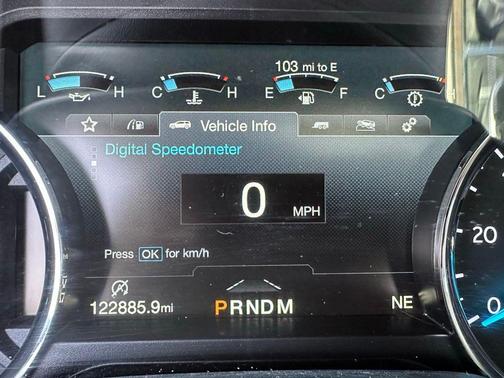 103 mi to E
L H C H E F C
Vehicle Info
Digital Speedometer
0 MPH
Press OK for km/h
122885.9mi PRNDM NE
20
0